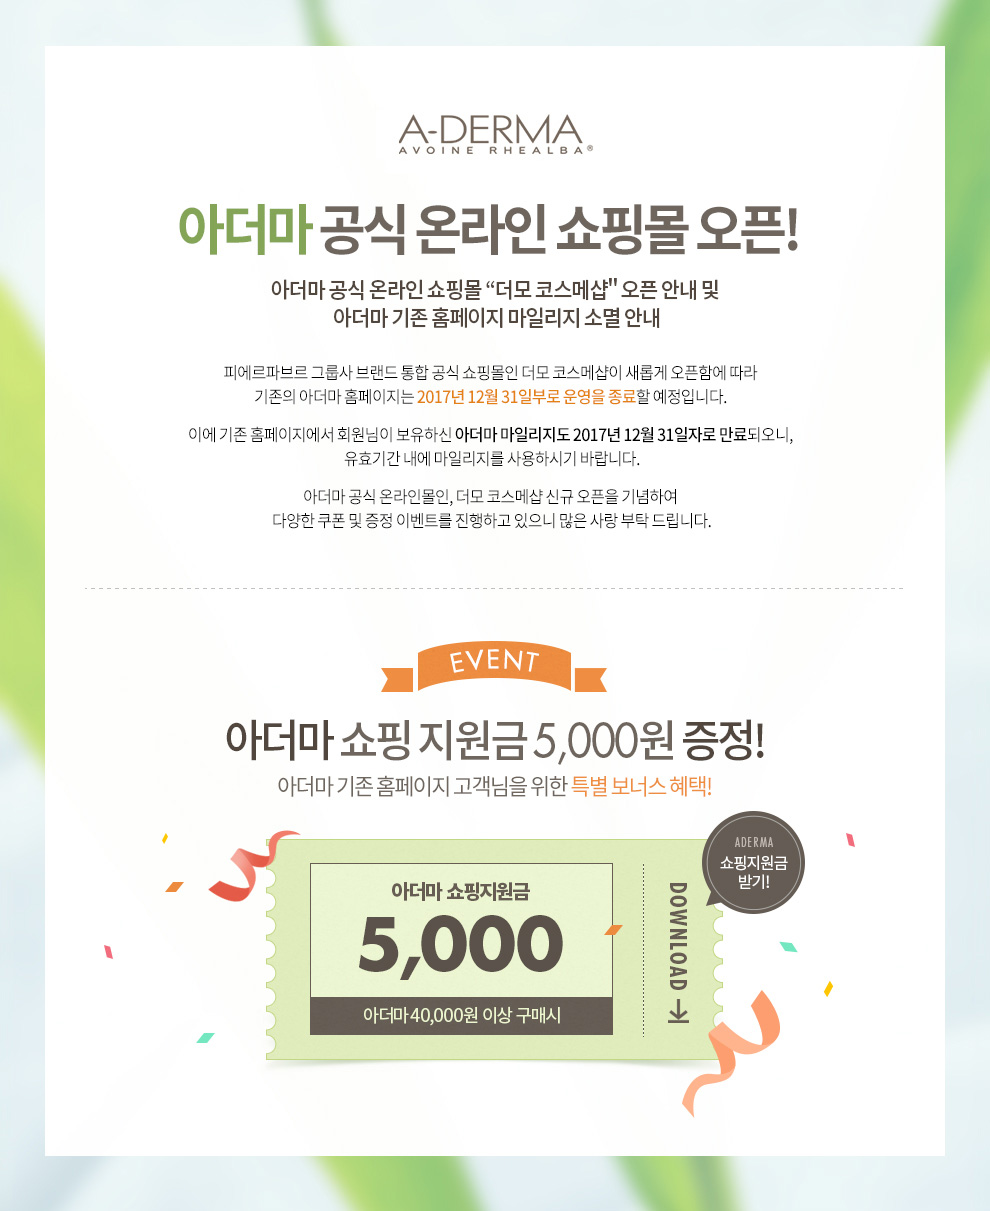 A-DERMA
AVOINE RHEALBA®
아더마 공식 온라인 쇼핑몰 오픈!
아더마 공식 온라인 쇼핑몰 “더모 코스메샵" 오픈 안내 및
아더마 기존 홈페이지 마일리지 소멸 안내
피에르파브르 그룹사 브랜드 통합 공식 쇼핑몰인 더모 코스메샵이 새롭게 오픈함에 따라
기존의 아더마 홈페이지는 2017년 12월 31일부로 운영을 종료할 예정입니다.
이에 기존 홈페이지에서 회원님이 보유하신 아더마 마일리지도 2017년 12월 31일자로 만료되오니,
유효기간 내에 마일리지를 사용하시기 바랍니다.
아더마 공식 온라인몰인, 더모 코스메샵 신규 오픈을 기념하여
다양한 쿠폰 및 증정 이벤트를 진행하고 있으니 많은 사랑 부탁 드립니다.
EVENT
아더마 쇼핑 지원금 5,000원 증정!
아더마 기존 홈페이지 고객님을 위한 특별 보너스 혜택!
ADERMA
쇼핑지원금
받기!
아더마 쇼핑지원금
5,000
아더마 40,000원 이상 구매시
DOWNLOAD